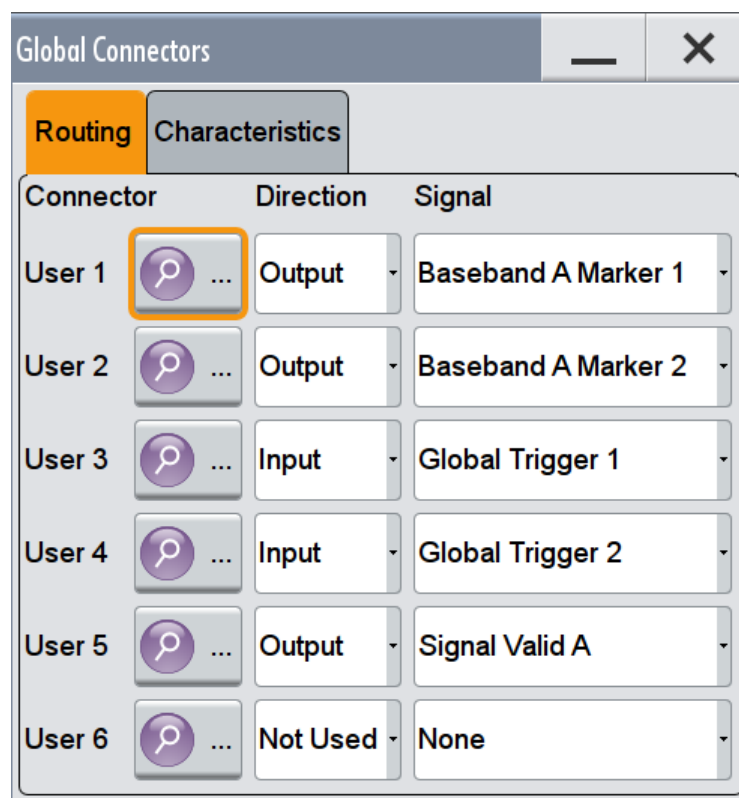 Global Connectors
Routing Characteristics
Connector Direction Signal
User 1 ... Output Baseband A Marker 1
User 2 ... Output Baseband A Marker 2
User 3 ... Input Global Trigger 1
User 4 ... Input Global Trigger 2
User 5 ... Output Signal Valid A
User 6 ... Not Used None